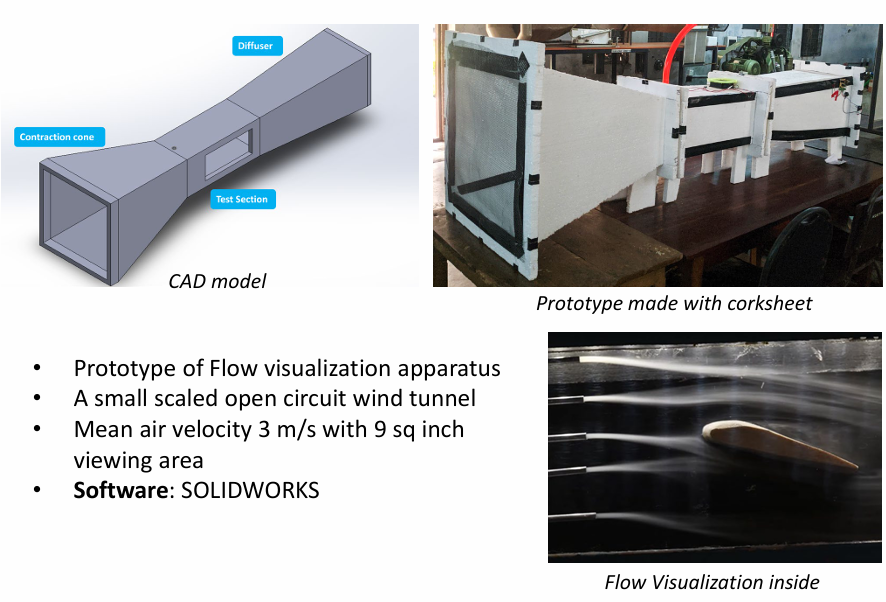 Diffuser
Contraction cone
Test Section
CAD model
Prototype made with corksheet
• Prototype of Flow visualization apparatus
• A small scaled open circuit wind tunnel
• Mean air velocity 3 m/s with 9 sq inch
viewing area
• Software: SOLIDWORKS
Flow Visualization inside